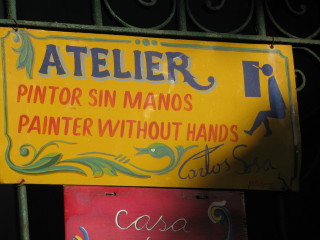 ATELIER
PINTOR SIN MANOS
PAINTER WITHOUT HANDS
Carlos Sosa
casa